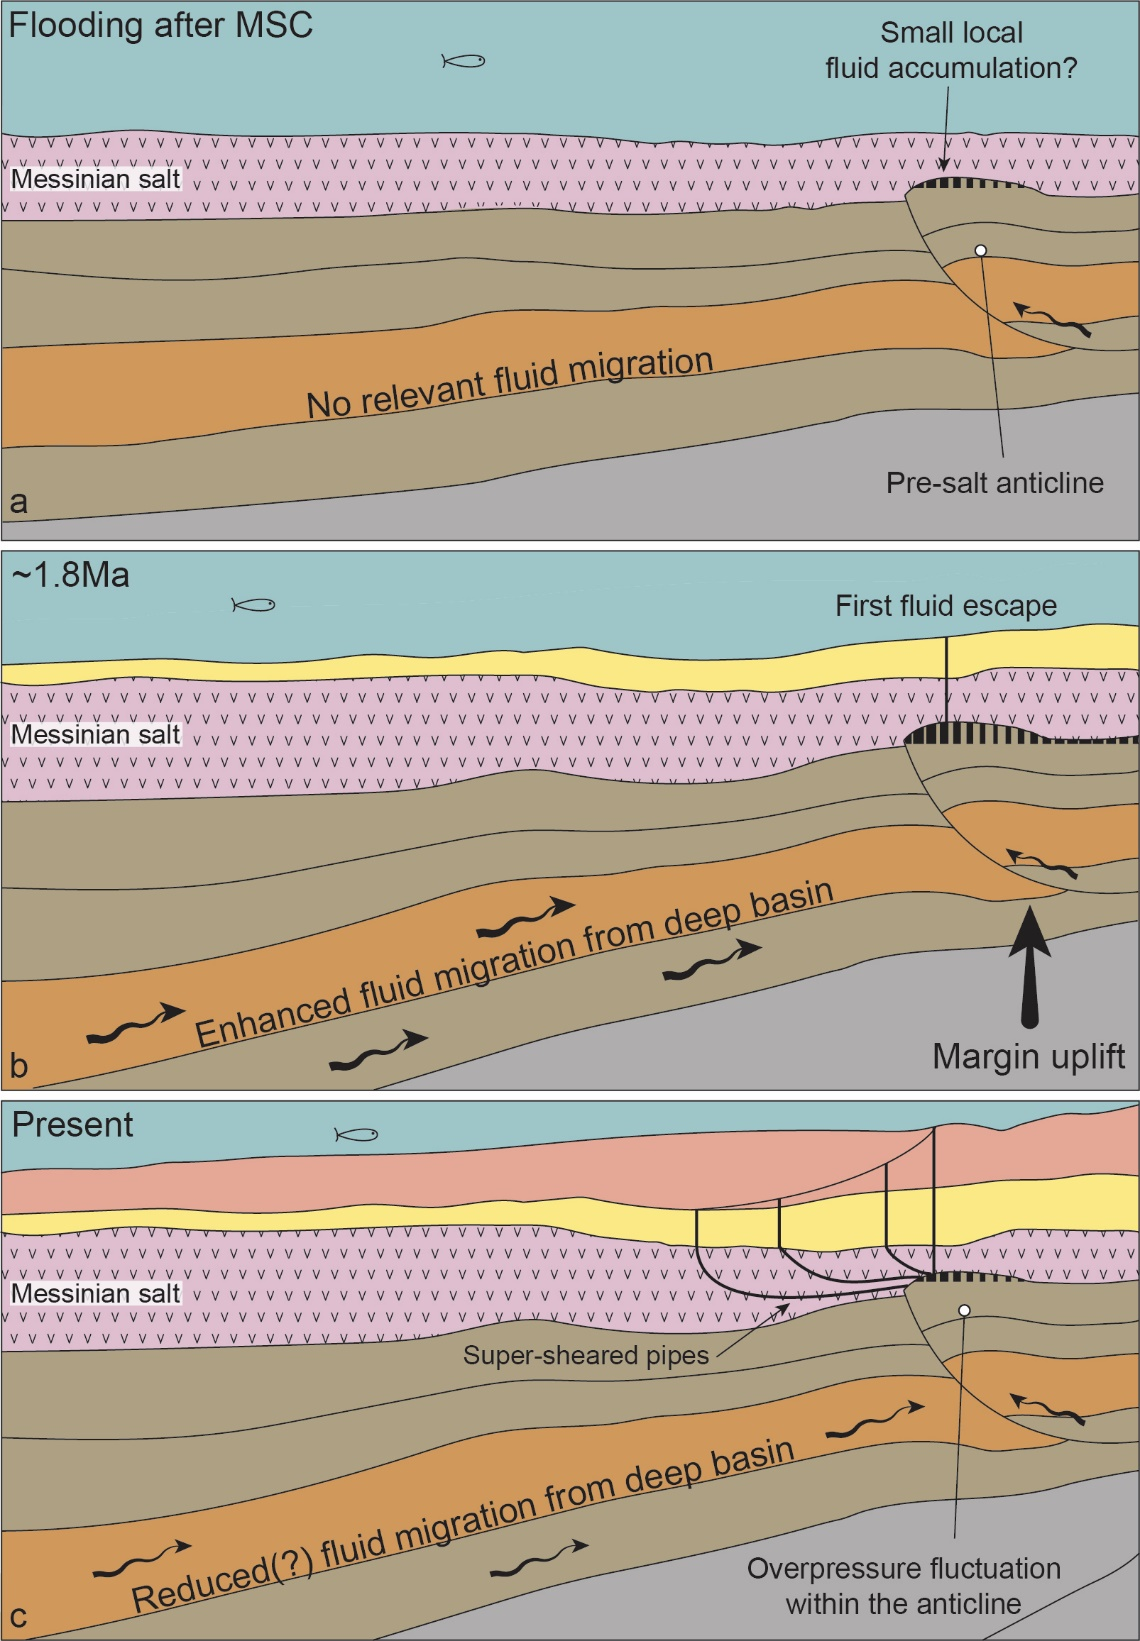 Flooding after MSC
Small local
fluid accumulation?
Messinian salt
No relevant fluid migration
Pre-salt anticline
a
~1.8Ma
First fluid escape
Messinian salt
Enhanced fluid migration from deep basin
Margin uplift
b
Present
Messinian salt
Super-sheared pipes
Reduced(?) fluid migration from deep basin
Overpressure fluctuation
within the anticline
c